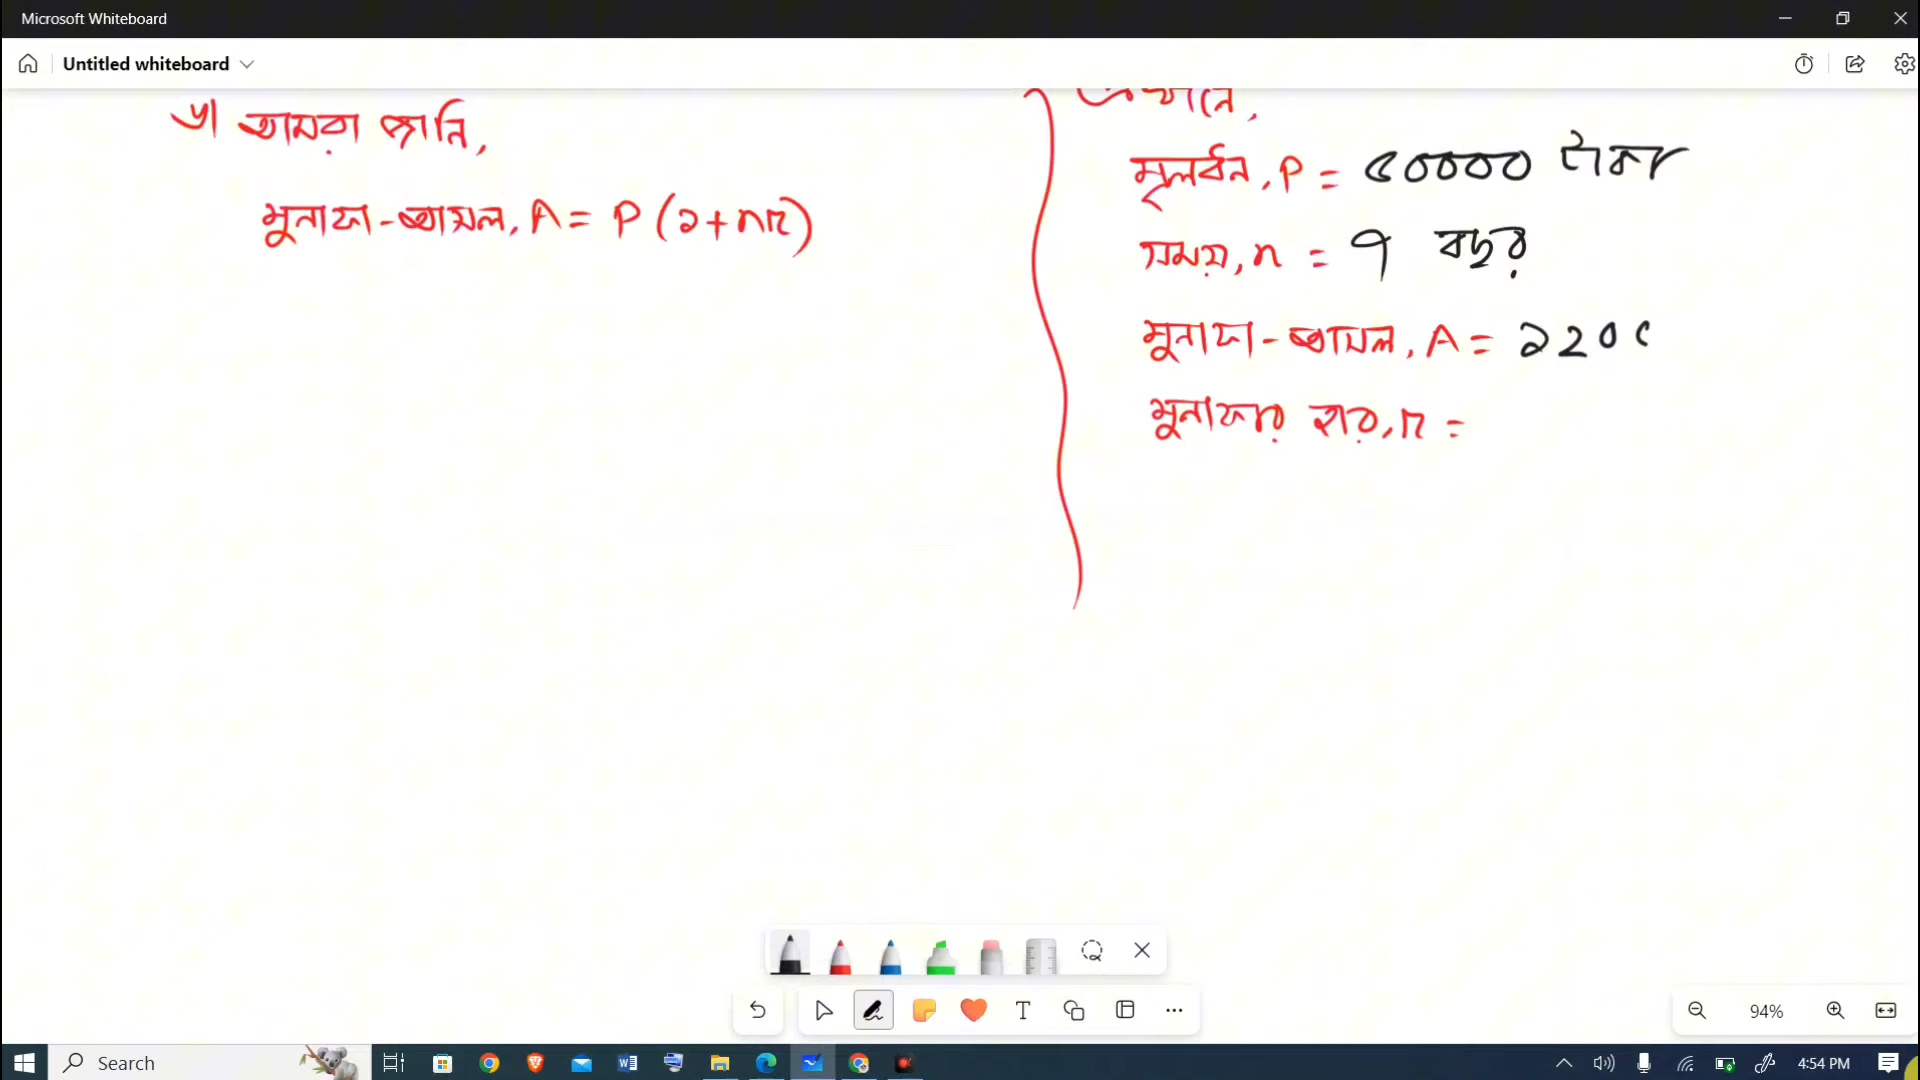 Microsoft Whiteboard
Untitled whiteboard
৩। আমরা জানি,
মুনাফা-আসল, A = P (১+nr)
এখানে,
মূলধন, P = ৫০০০০ টাকা
সময়, n = ৭ বছর
মুনাফা-আসল, A = ১২০
মুনাফার হার, r =
94%
Search
4:54 PM